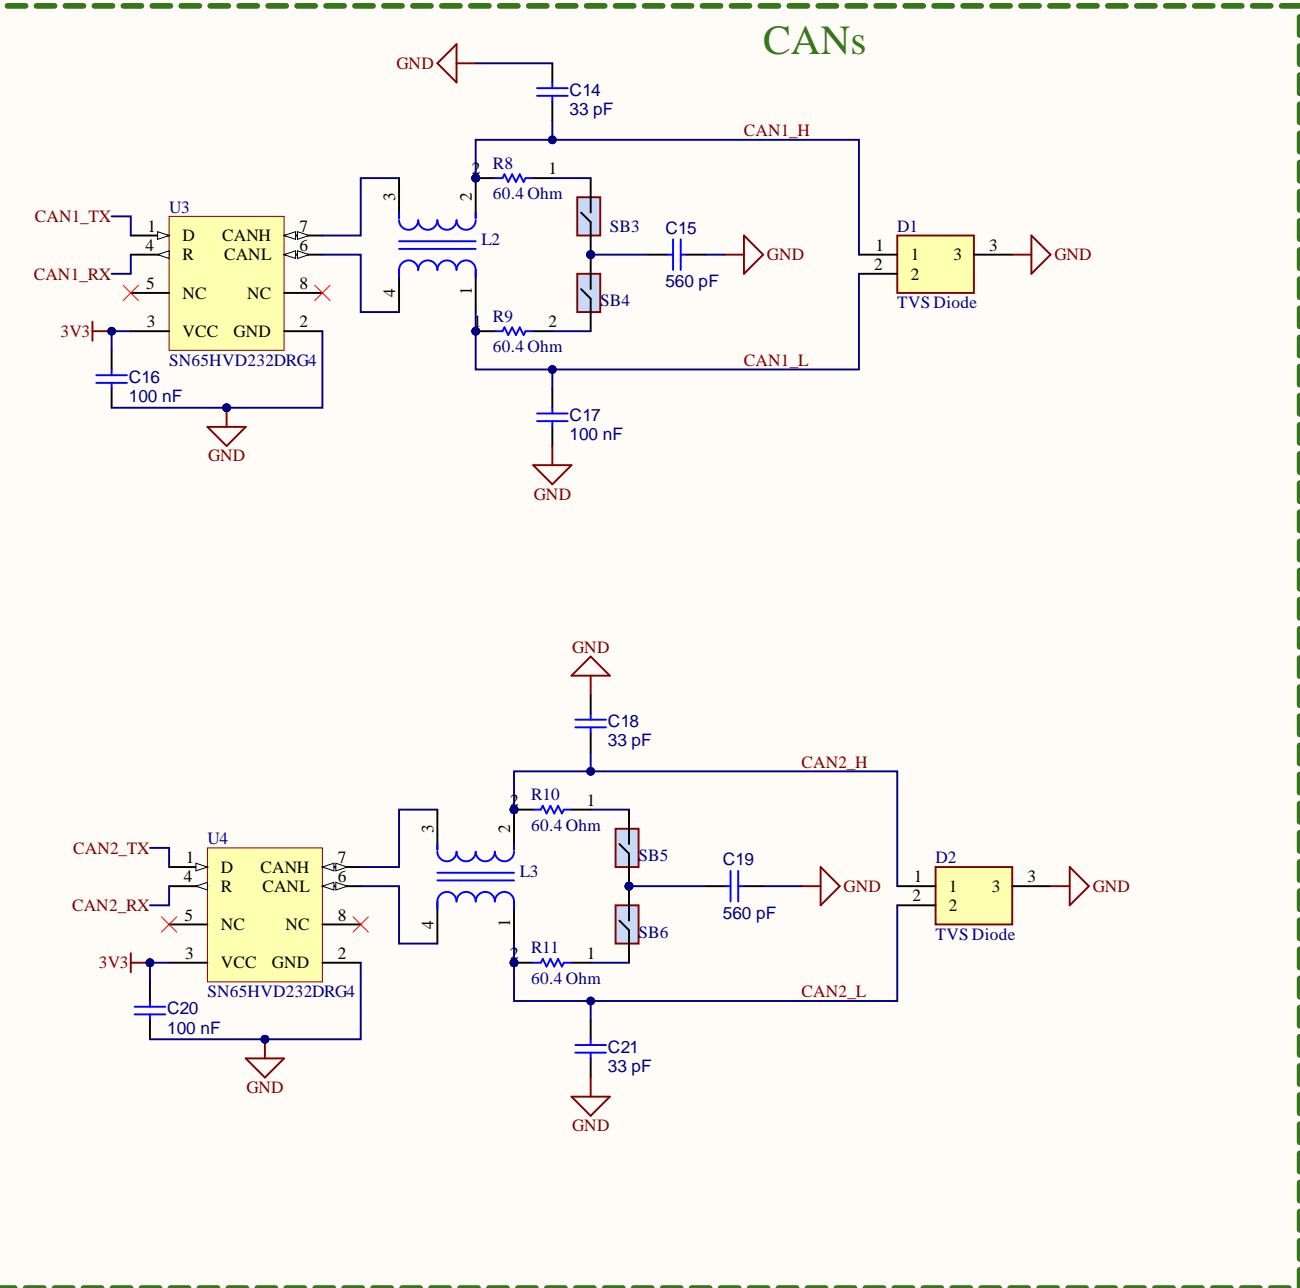 CANs
GND
C14
33 pF
CAN1_H
2
R8
1
60.4 Ohm
3
2
SB3
C15
560 pF
GND
L2
CAN1_TX
CAN1_RX
U3
1
D
CANH
7
4
R
CANL
6
5
NC
NC
8
3V3
3
VCC
GND
2
SN65HVD232DRG4
C16
100 nF
GND
4
1
SB4
1
R9
2
60.4 Ohm
CAN1_L
C17
100 nF
GND
D1
1
1
3
3
GND
2
2
TVS Diode
GND
C18
33 pF
CAN2_H
2
R10
1
60.4 Ohm
3
2
SB5
C19
560 pF
GND
L3
CAN2_TX
CAN2_RX
U4
1
D
CANH
7
4
R
CANL
6
5
NC
NC
8
3V3
3
VCC
GND
2
SN65HVD232DRG4
C20
100 nF
GND
4
1
SB6
2
R11
1
60.4 Ohm
CAN2_L
C21
33 pF
GND
D2
1
1
3
3
GND
2
2
TVS Diode